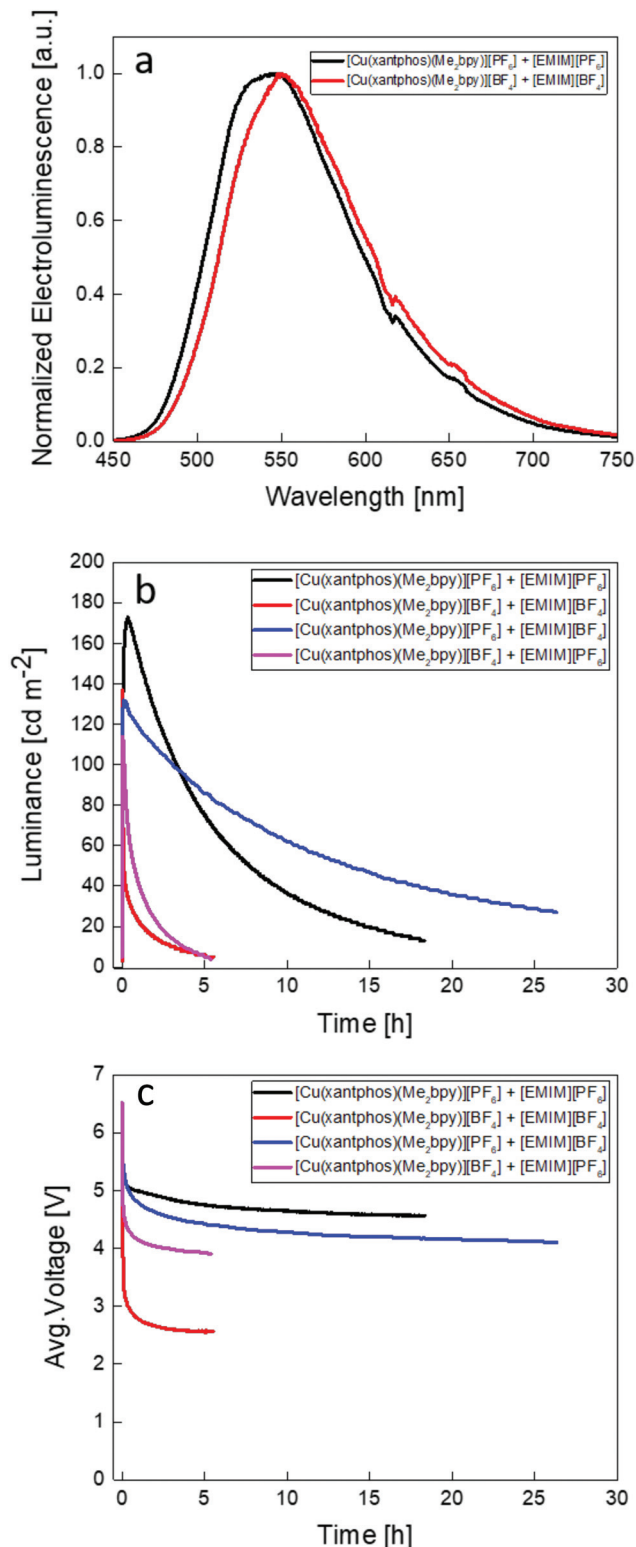 a
[Cu(xantphos)(Me₂bpy)][PF₆] + [EMIM][PF₆]
[Cu(xantphos)(Me₂bpy)][BF₄] + [EMIM][BF₄]
Normalized Electroluminescence [a.u.]
1.0
0.8
0.6
0.4
0.2
0.0
450 500 550 600 650 700 750
Wavelength [nm]
b
[Cu(xantphos)(Me₂bpy)][PF₆] + [EMIM][PF₆]
[Cu(xantphos)(Me₂bpy)][BF₄] + [EMIM][BF₄]
[Cu(xantphos)(Me₂bpy)][PF₆] + [EMIM][BF₄]
[Cu(xantphos)(Me₂bpy)][BF₄] + [EMIM][PF₆]
Luminance [cd m⁻²]
200
180
160
140
120
100
80
60
40
20
0
0 5 10 15 20 25 30
Time [h]
c
[Cu(xantphos)(Me₂bpy)][PF₆] + [EMIM][PF₆]
[Cu(xantphos)(Me₂bpy)][BF₄] + [EMIM][BF₄]
[Cu(xantphos)(Me₂bpy)][PF₆] + [EMIM][BF₄]
[Cu(xantphos)(Me₂bpy)][BF₄] + [EMIM][PF₆]
Avg.Voltage [V]
7
6
5
4
3
2
1
0
0 5 10 15 20 25 30
Time [h]